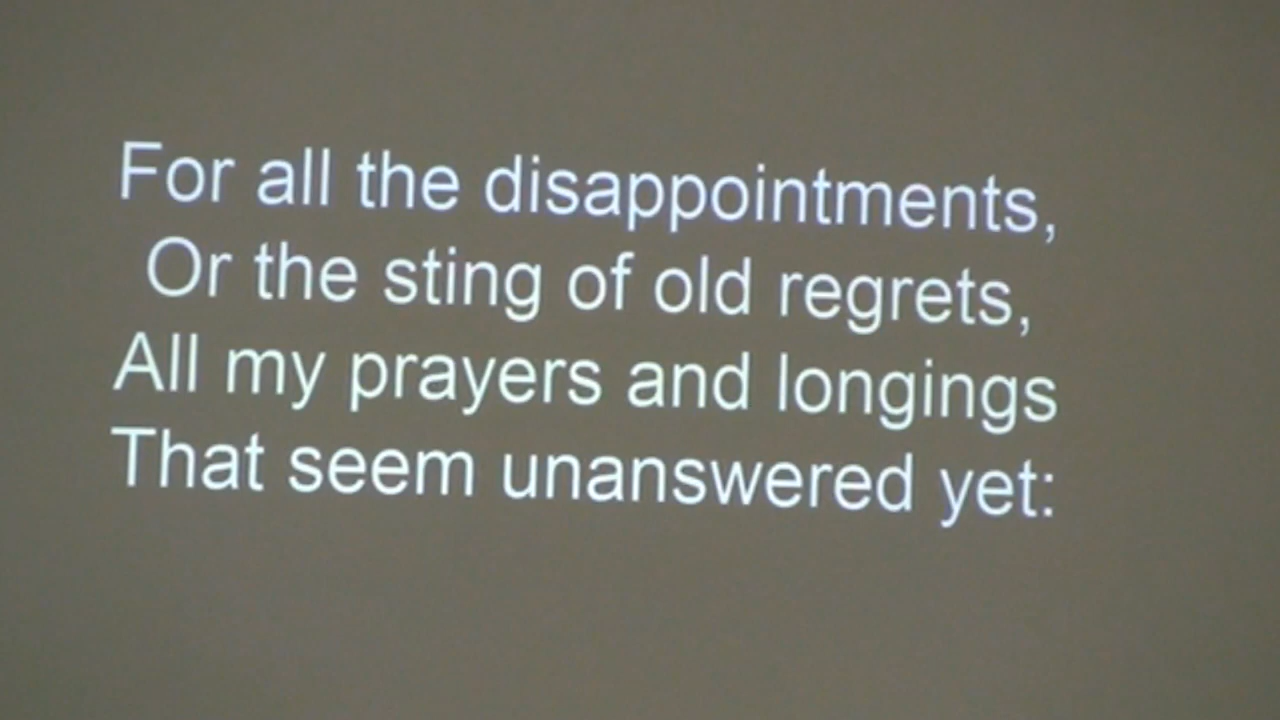 For all the disappointments,
Or the sting of old regrets,
All my prayers and longings
That seem unanswered yet: